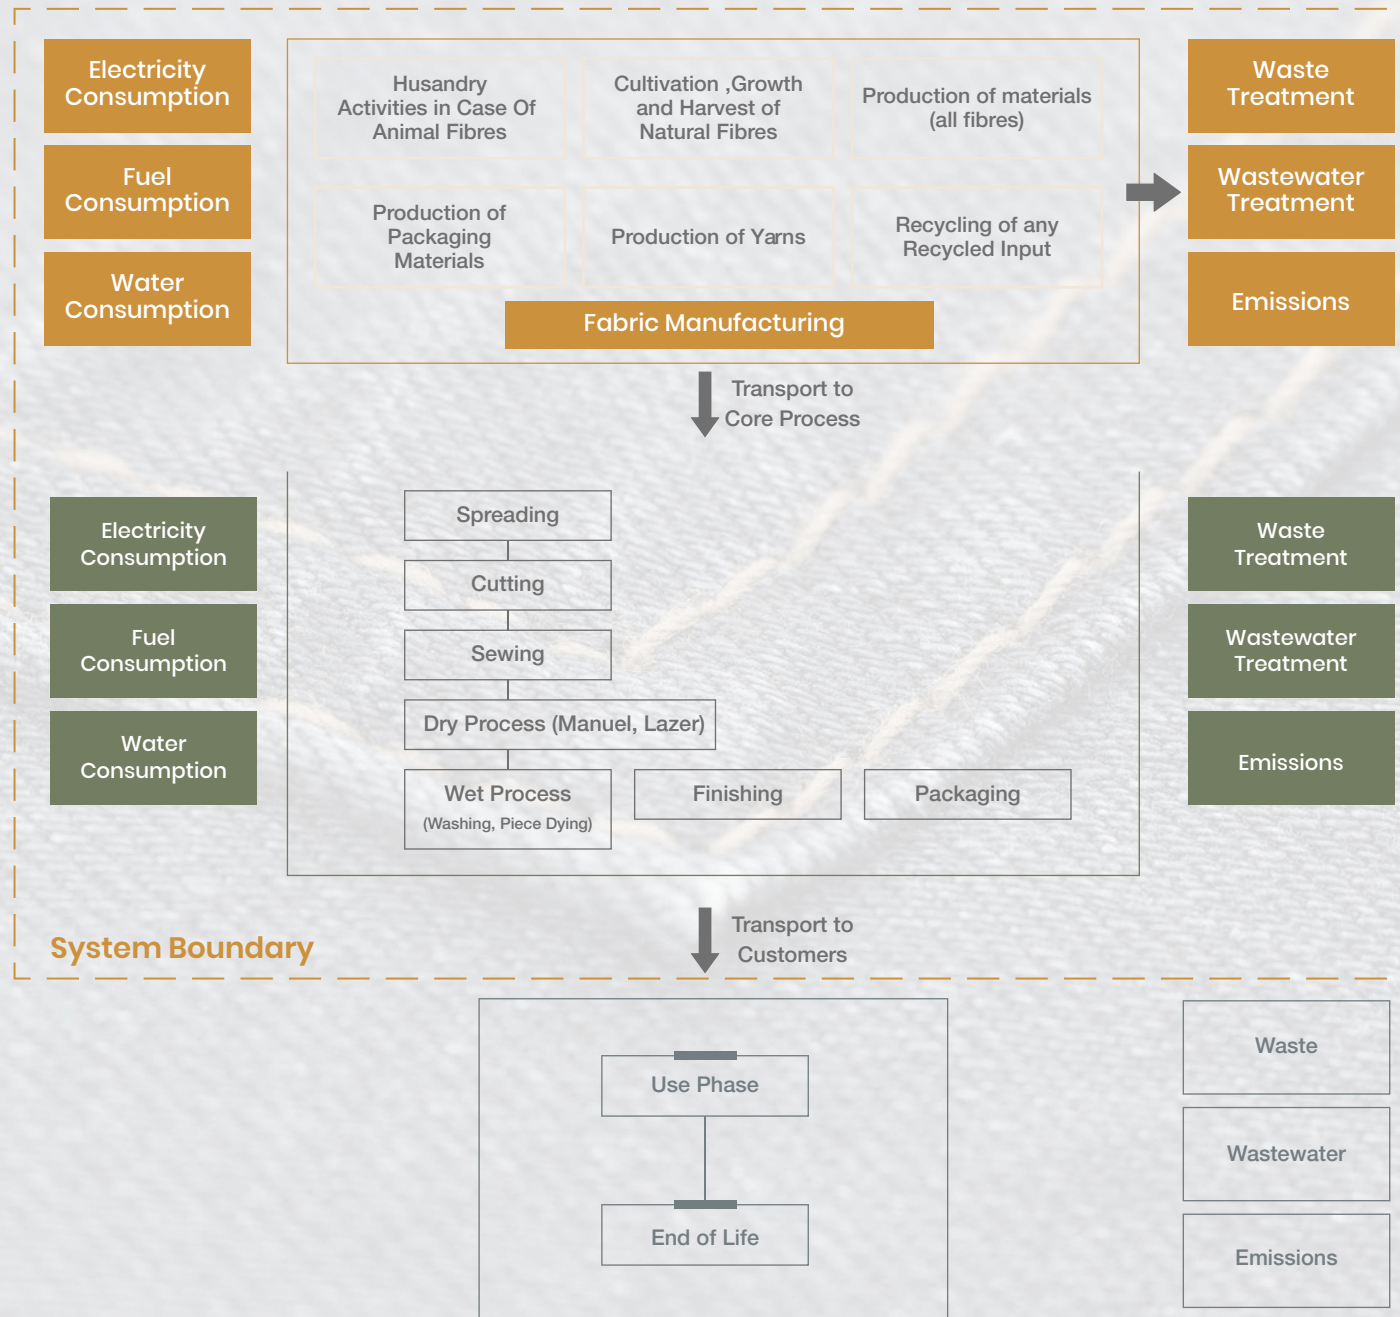 Electricity
Consumption
Fuel
Consumption
Water
Consumption
Husandry
Activities in Case Of
Animal Fibres
Cultivation ,Growth
and Harvest of
Natural Fibres
Production of materials
(all fibres)
Production of
Packaging
Materials
Production of Yarns
Recycling of any
Recycled Input
Fabric Manufacturing
Waste
Treatment
Wastewater
Treatment
Emissions
Transport to
Core Process
Electricity
Consumption
Fuel
Consumption
Water
Consumption
Spreading
Cutting
Sewing
Dry Process (Manuel, Lazer)
Wet Process
(Washing, Piece Dying)
Finishing
Packaging
Waste
Treatment
Wastewater
Treatment
Emissions
Transport to
Customers
System Boundary
Use Phase
End of Life
Waste
Wastewater
Emissions